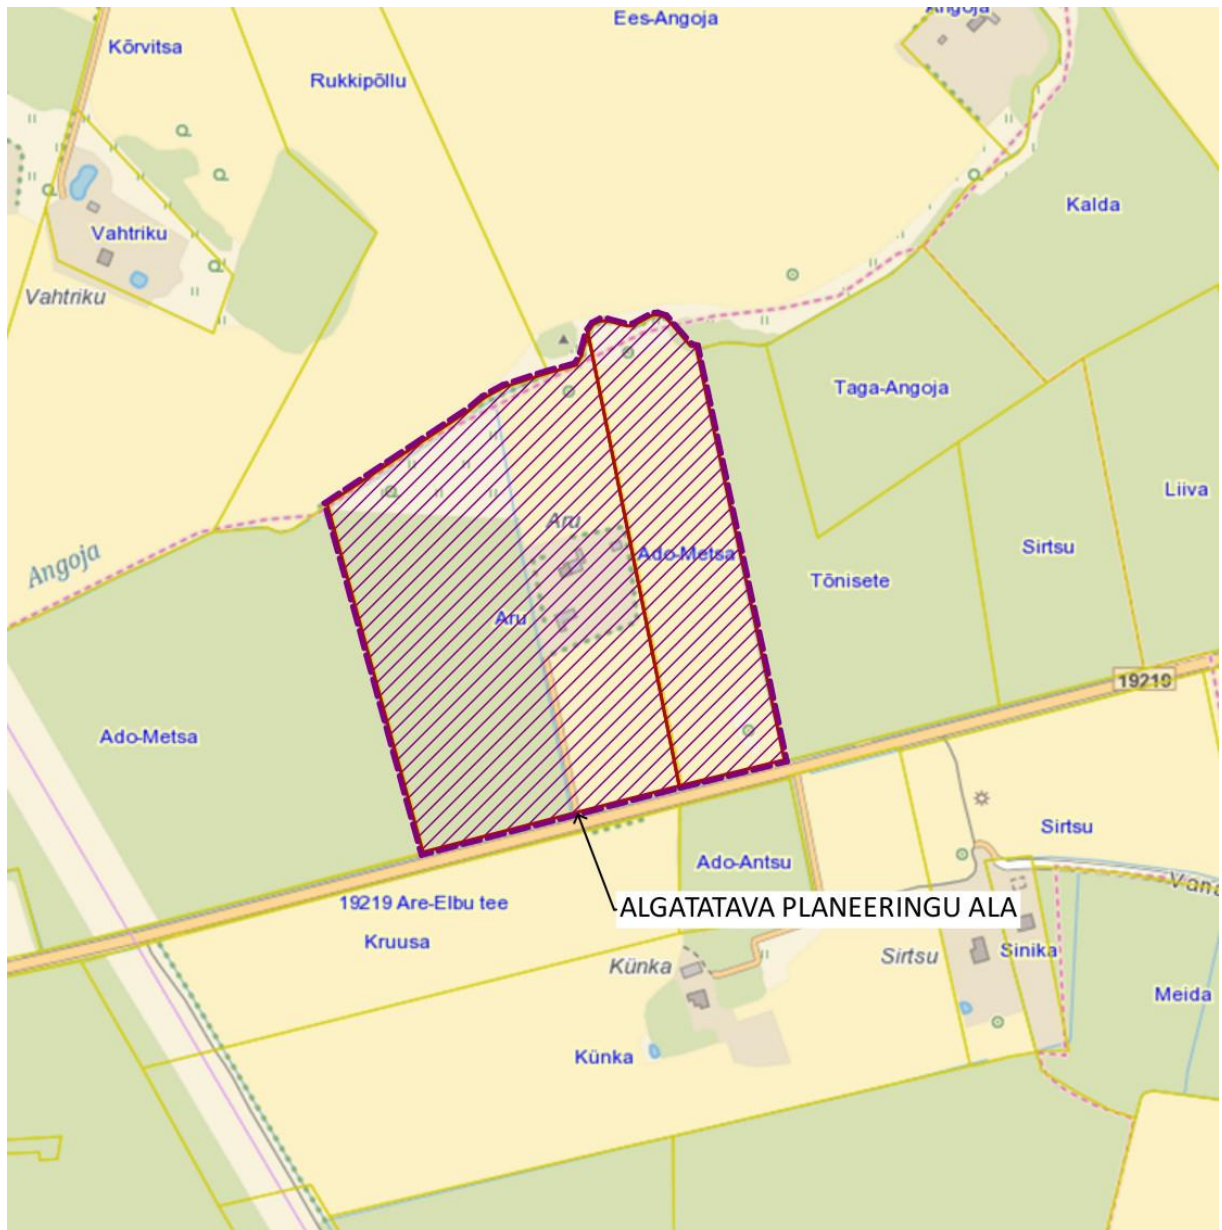 Ees-Angoja
Angoja
Kõrvitsa
Rukkipõllu
Kalda
Vahtriku
Vahtriku
Taga-Angoja
Liiva
Aru
Sirtsu
Ado-Metsa
Angoja
Tõnisete
Aru
19219
Ado-Metsa
Sirtsu
Ado-Antsu
19219 Are-Elbu tee
ALGATATAVA PLANEERINGU ALA
Kruusa
Sirtsu
Sinika
Künka
Meida
Künka